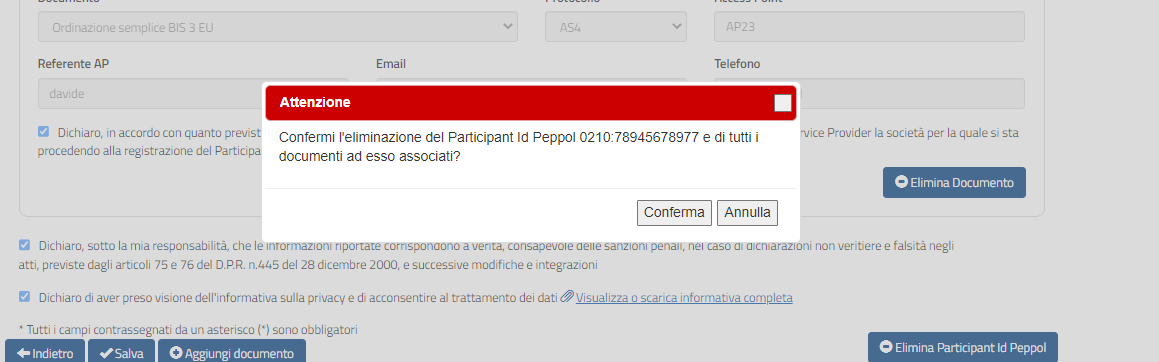 Documento Protocollo Access Point
Ordinazione semplice BIS 3 EU AS4 AP23
Referente AP Email Telefono
davide
Attenzione
Confermi l'eliminazione del Participant Id Peppol 0210:78945678977 e di tutti i
documenti ad esso associati?
Conferma Annulla
Dichiaro, in accordo con quanto previst rvice Provider la società per la quale si sta
procedendo alla registrazione del Participa
Elimina Documento
Dichiaro, sotto la mia responsabilità, che le informazioni riportate corrispondono a verità, consapevole delle sanzioni penali, nel caso di dichiarazioni non veritiere e falsità negli
atti, previste dagli articoli 75 e 76 del D.P.R. n.445 del 28 dicembre 2000, e successive modifiche e integrazioni
Dichiaro di aver preso visione dell'informativa sulla privacy e di acconsentire al trattamento dei dati Visualizza o scarica informativa completa
* Tutti i campi contrassegnati da un asterisco (*) sono obbligatori
Indietro Salva Aggiungi documento Elimina Participant Id Peppol